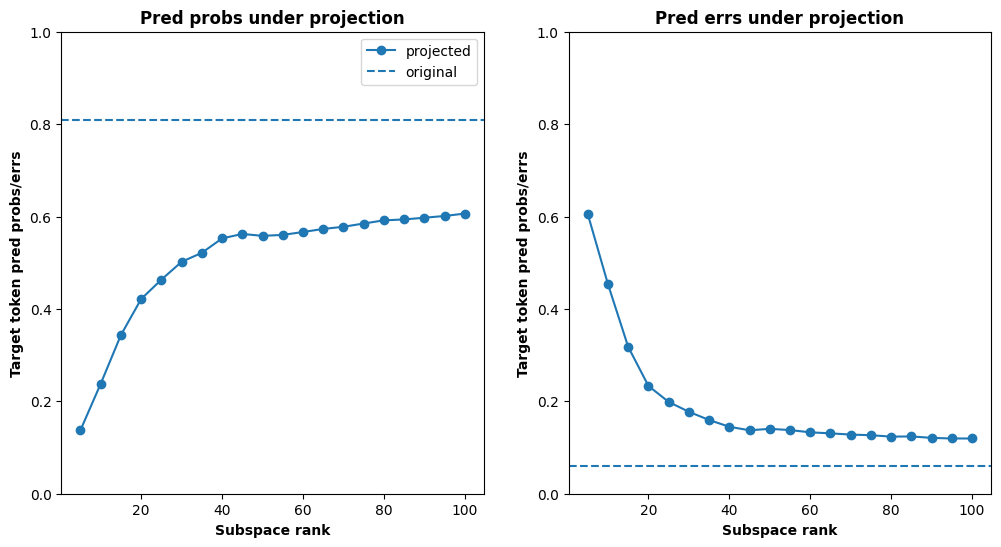 Pred probs under projection
Target token pred probs/errs
1.0
0.8
0.6
0.4
0.2
0.0
projected
original
20
40
60
80
100
Subspace rank
Pred errs under projection
Target token pred probs/errs
1.0
0.8
0.6
0.4
0.2
0.0
20
40
60
80
100
Subspace rank